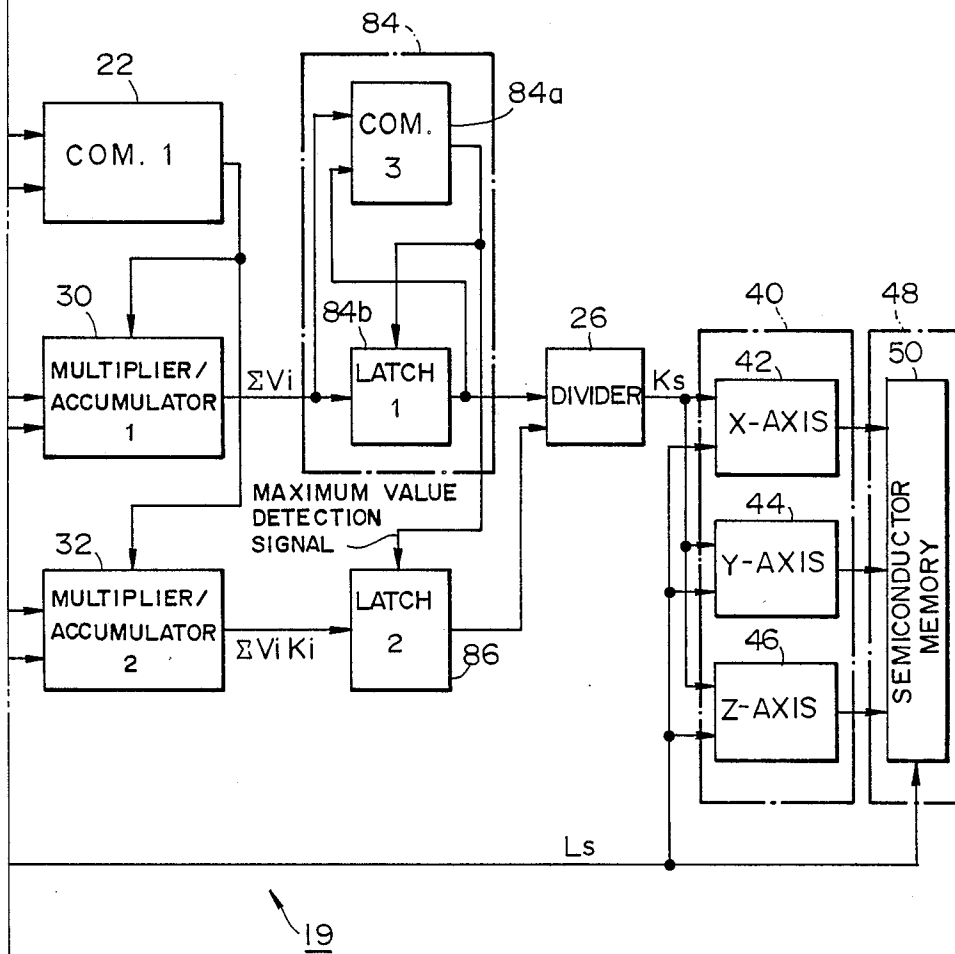 84
22
84a
COM. 1
COM.
3
30
84b
26
40
48
42
50
MULTIPLIER/
ACCUMULATOR
1
ΣVi
LATCH
1
DIVIDER
Ks
X-AXIS
MAXIMUM VALUE
DETECTION
SIGNAL
44
Y-AXIS
SEMICONDUCTOR
MEMORY
32
MULTIPLIER/
ACCUMULATOR
2
ΣViKi
LATCH
2
86
46
Z-AXIS
Ls
19